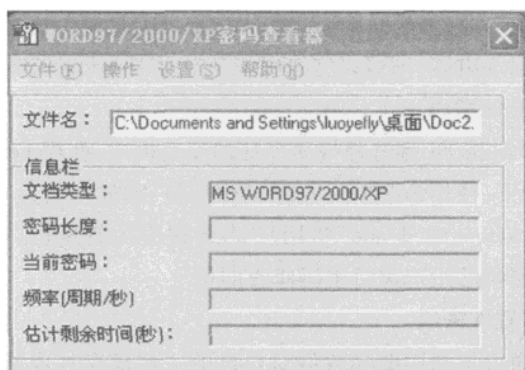 WORD97/2000/XP密码查看器
文件(F) 操作 设置(S) 帮助(H)
文件名： C:\Documents and Settings\luoyefly\桌面\Doc2.
信息栏
文档类型： MS WORD97/2000/XP
密码长度：
当前密码：
频率(周期/秒)
估计剩余时间(秒)：